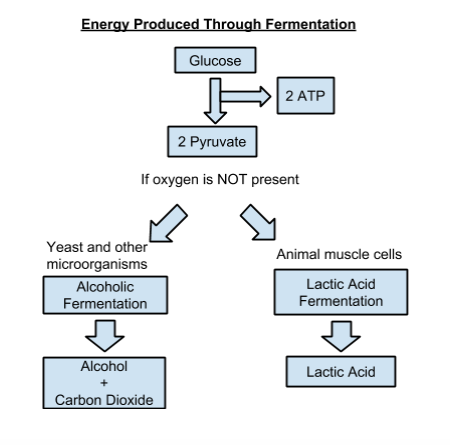 Energy Produced Through Fermentation
Glucose
2 ATP
2 Pyruvate
If oxygen is NOT present
Yeast and other
microorganisms
Alcoholic
Fermentation
Alcohol
+
Carbon Dioxide
Animal muscle cells
Lactic Acid
Fermentation
Lactic Acid